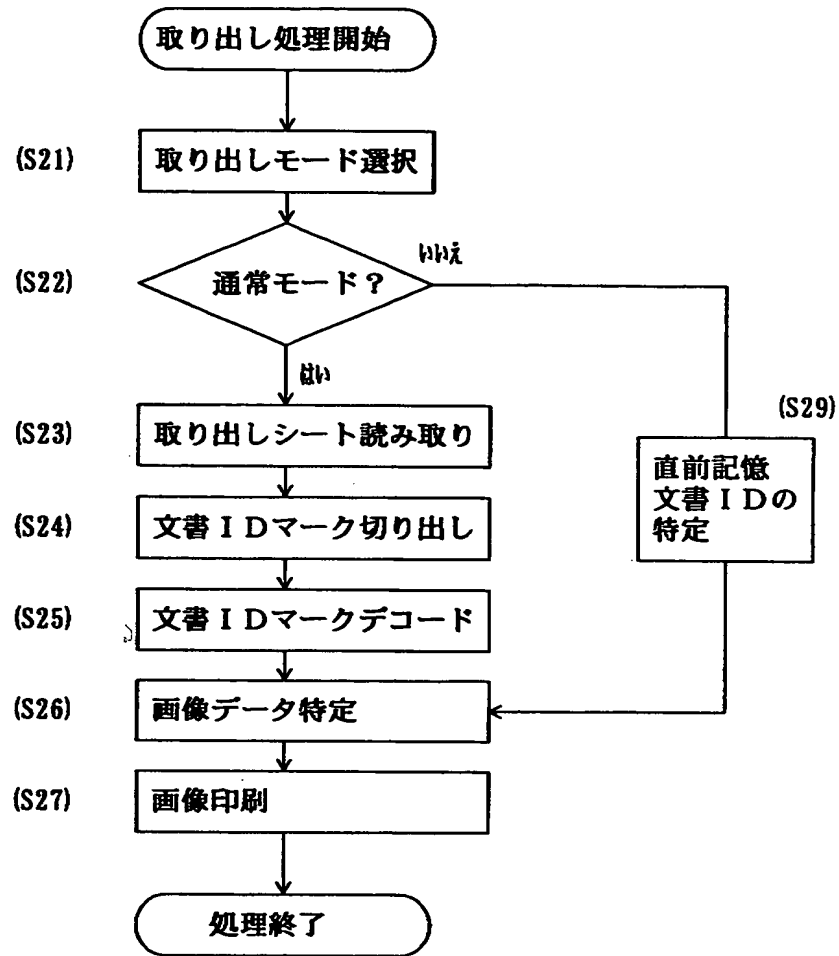 取り出し処理開始
(S21)
取り出しモード選択
(S22)
通常モード？
いいえ
はい
(S23)
取り出しシート読み取り
(S29)
直前記憶
文書ＩＤの
特定
(S24)
文書ＩＤマーク切り出し
(S25)
文書ＩＤマークデコード
(S26)
画像データ特定
(S27)
画像印刷
処理終了